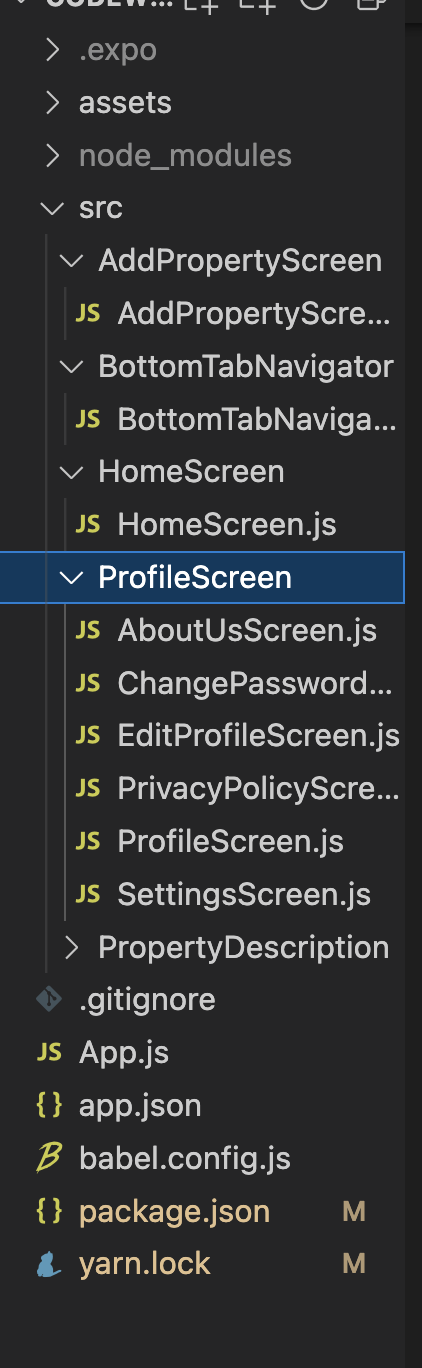 .expo
assets
node_modules
src
AddPropertyScreen
JS AddPropertyScre...
BottomTabNavigator
JS BottomTabNaviga...
HomeScreen
JS HomeScreen.js
ProfileScreen
JS AboutUsScreen.js
JS ChangePassword...
JS EditProfileScreen.js
JS PrivacyPolicyScre...
JS ProfileScreen.js
JS SettingsScreen.js
PropertyDescription
.gitignore
JS App.js
{} app.json
B babel.config.js
{} package.json M
yarn.lock M